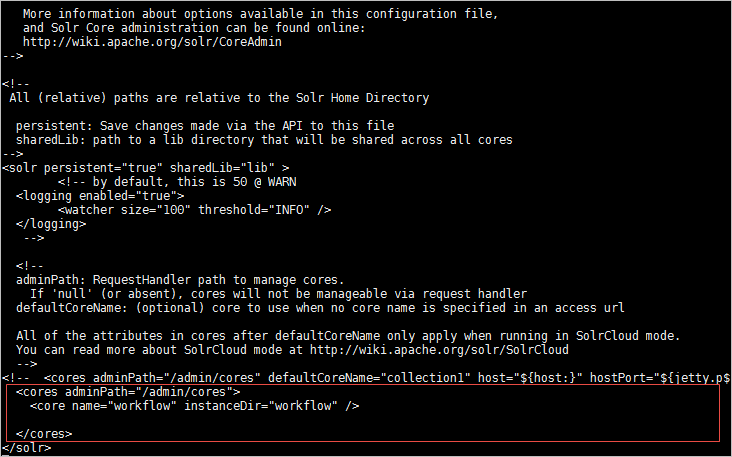 More information about options available in this configuration file,
and Solr Core administration can be found online:
http://wiki.apache.org/solr/CoreAdmin
-->
<!--
All (relative) paths are relative to the Solr Home Directory
persistent: Save changes made via the API to this file
sharedLib: path to a lib directory that will be shared across all cores
-->
<solr persistent="true" sharedLib="lib" >
<!-- by default, this is 50 @ WARN
<logging enabled="true">
<watcher size="100" threshold="INFO" />
</logging>
-->
<!--
adminPath: RequestHandler path to manage cores.
If 'null' (or absent), cores will not be manageable via request handler
defaultCoreName: (optional) core to use when no core name is specified in an access url
All of the attributes in cores after defaultCoreName only apply when running in SolrCloud mode.
You can read more about SolrCloud mode at http://wiki.apache.org/solr/SolrCloud
-->
<!--  <cores adminPath="/admin/cores" defaultCoreName="collection1" host="${host:}" hostPort="${jetty.p$
<cores adminPath="/admin/cores">
<core name="workflow" instanceDir="workflow" />
</cores>
</solr>